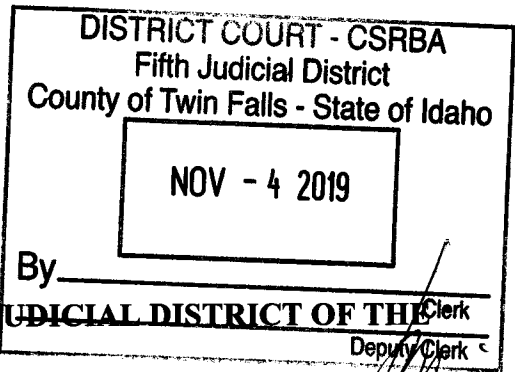 DISTRICT COURT - CSRBA
Fifth Judicial District
County of Twin Falls - State of Idaho
NOV - 4 2019
By
Clerk
UDICIAL DISTRICT OF THE
Deputy Clerk